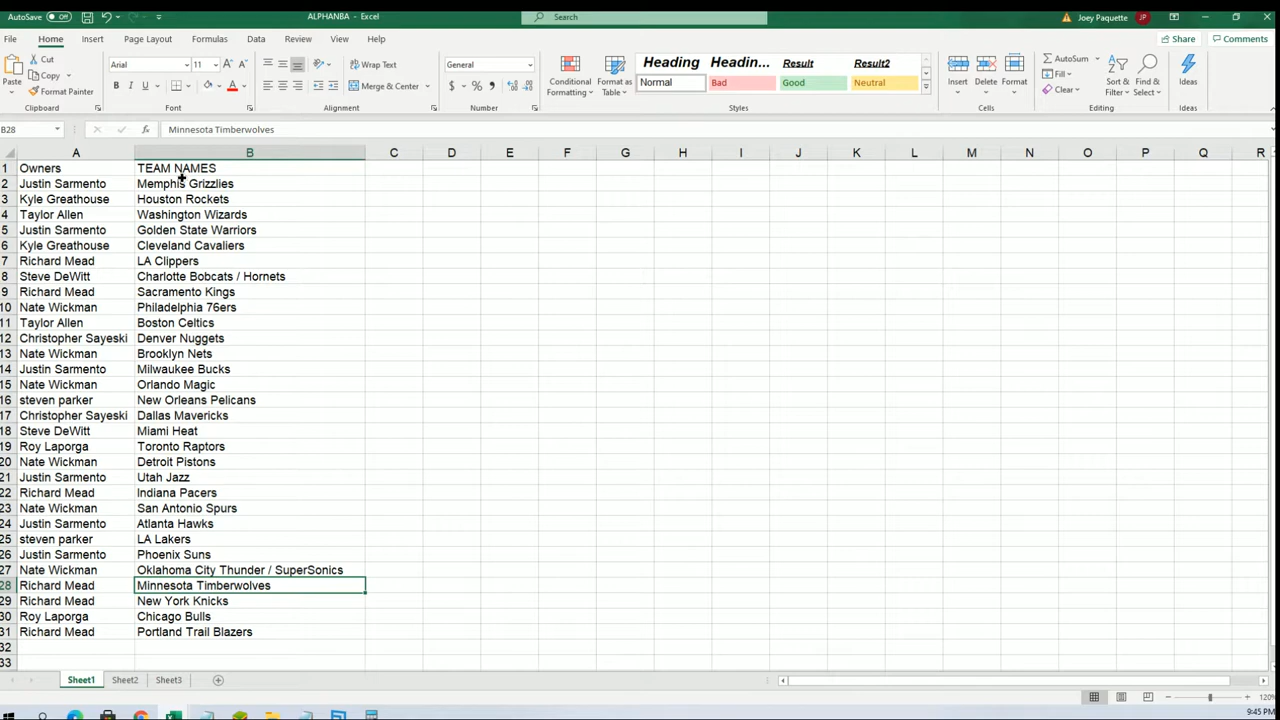 AutoSave Off ALPHANBA - Excel Search Joey Paquette JP
File Home Insert Page Layout Formulas Data Review View Help Share Comments
Paste Cut Copy Format Painter Clipboard
Arial 11 B I U Font
Wrap Text Merge & Center Alignment
General $ % Number
Conditional Formatting Format as Table
Heading Headin... Result Result2
Normal Bad Good Neutral
Styles
Insert Delete Format Cells
AutoSum Fill Clear Sort & Filter Find & Select Editing
Ideas Ideas
B28 fx Minnesota Timberwolves
A B C D E F G H I J K L M N O P Q R
1 Owners TEAM NAMES
2 Justin Sarmento Memphis Grizzlies
3 Kyle Greathouse Houston Rockets
4 Taylor Allen Washington Wizards
5 Justin Sarmento Golden State Warriors
6 Kyle Greathouse Cleveland Cavaliers
7 Richard Mead LA Clippers
8 Steve DeWitt Charlotte Bobcats / Hornets
9 Richard Mead Sacramento Kings
10 Nate Wickman Philadelphia 76ers
11 Taylor Allen Boston Celtics
12 Christopher Sayeski Denver Nuggets
13 Nate Wickman Brooklyn Nets
14 Justin Sarmento Milwaukee Bucks
15 Nate Wickman Orlando Magic
16 steven parker New Orleans Pelicans
17 Christopher Sayeski Dallas Mavericks
18 Steve DeWitt Miami Heat
19 Roy Laporga Toronto Raptors
20 Nate Wickman Detroit Pistons
21 Justin Sarmento Utah Jazz
22 Richard Mead Indiana Pacers
23 Nate Wickman San Antonio Spurs
24 Justin Sarmento Atlanta Hawks
25 steven parker LA Lakers
26 Justin Sarmento Phoenix Suns
27 Nate Wickman Oklahoma City Thunder / SuperSonics
28 Richard Mead Minnesota Timberwolves
29 Richard Mead New York Knicks
30 Roy Laporga Chicago Bulls
31 Richard Mead Portland Trail Blazers
32
33
Sheet1 Sheet2 Sheet3
120%
9:45 PM